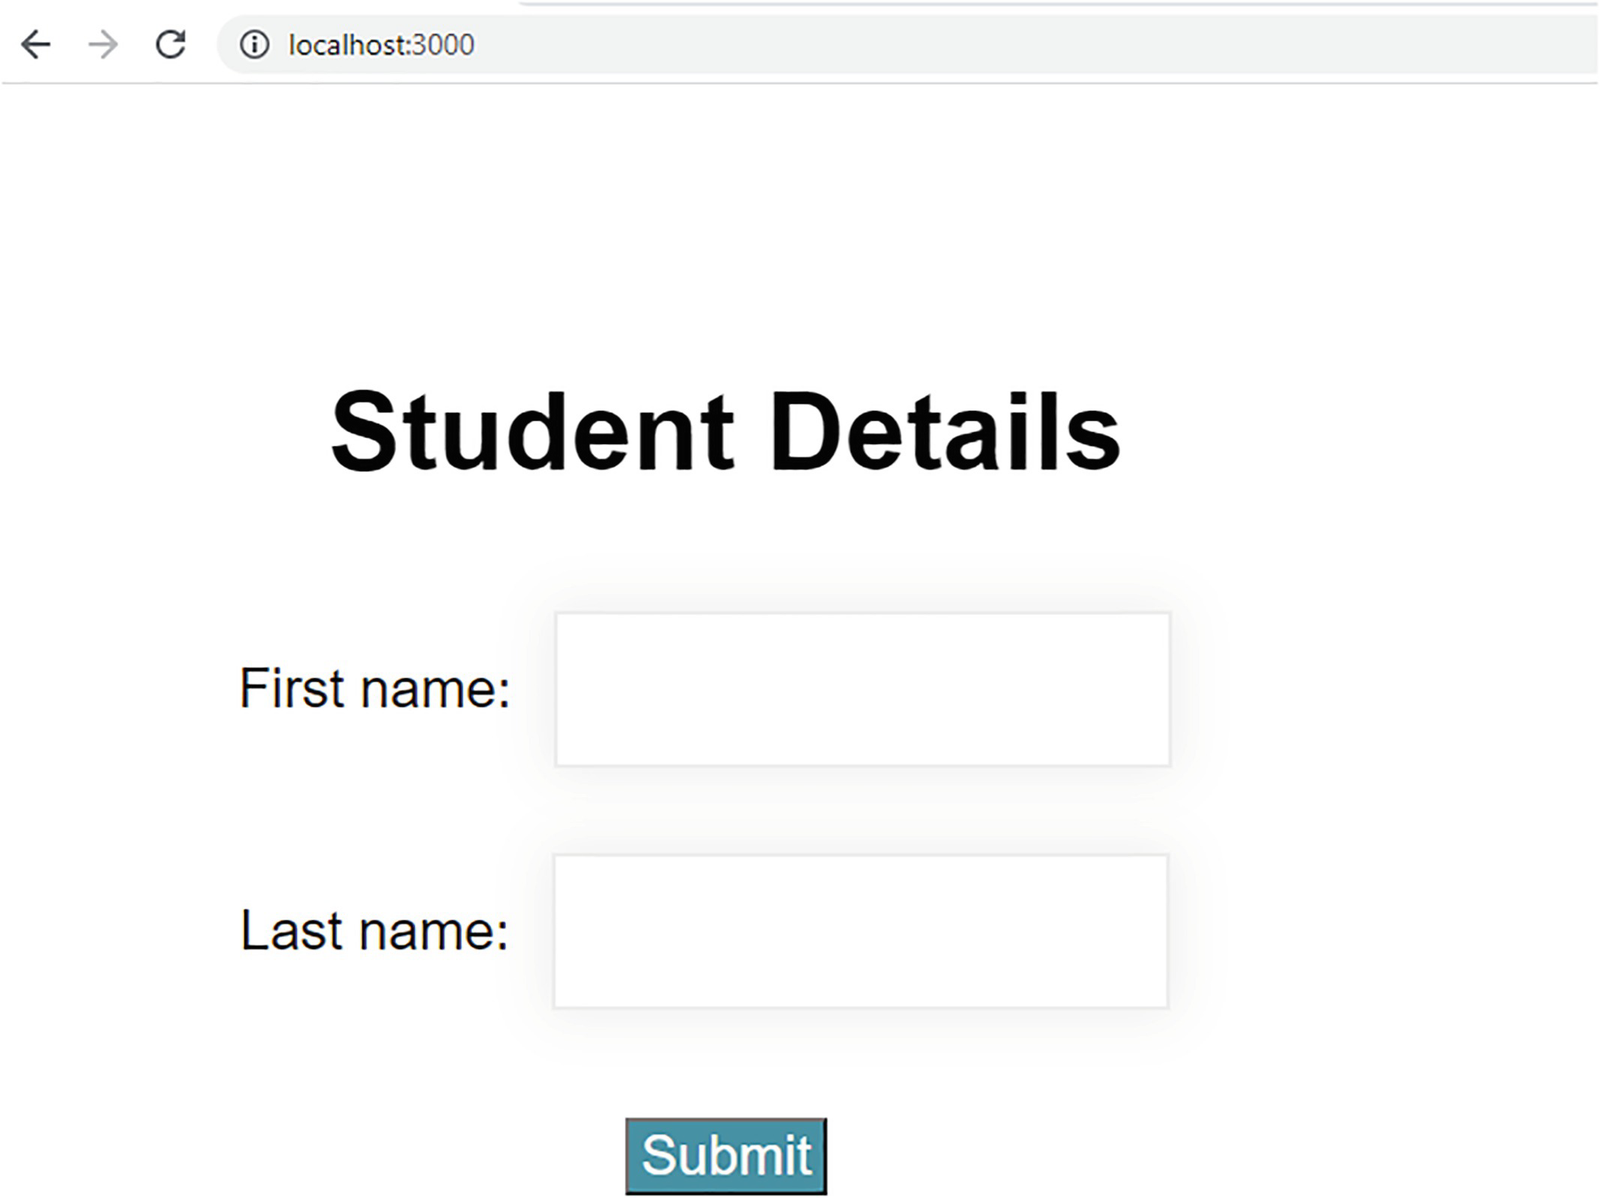 localhost:3000
Student Details
First name:
Last name:
Submit